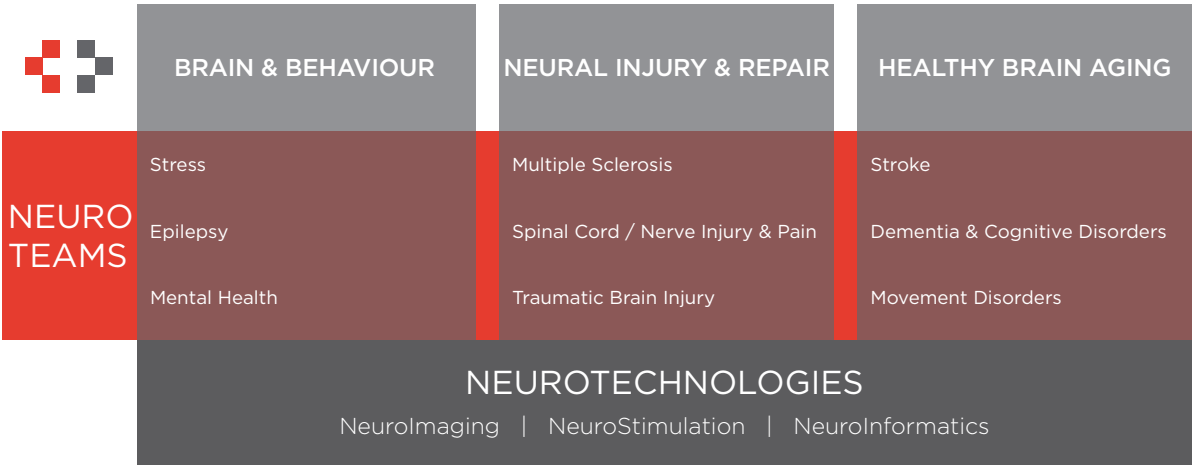 BRAIN & BEHAVIOUR
NEURAL INJURY & REPAIR
HEALTHY BRAIN AGING
NEURO
TEAMS
Stress
Epilepsy
Mental Health
Multiple Sclerosis
Spinal Cord / Nerve Injury & Pain
Traumatic Brain Injury
Stroke
Dementia & Cognitive Disorders
Movement Disorders
NEUROTECHNOLOGIES
NeuroImaging | NeuroStimulation | NeuroInformatics